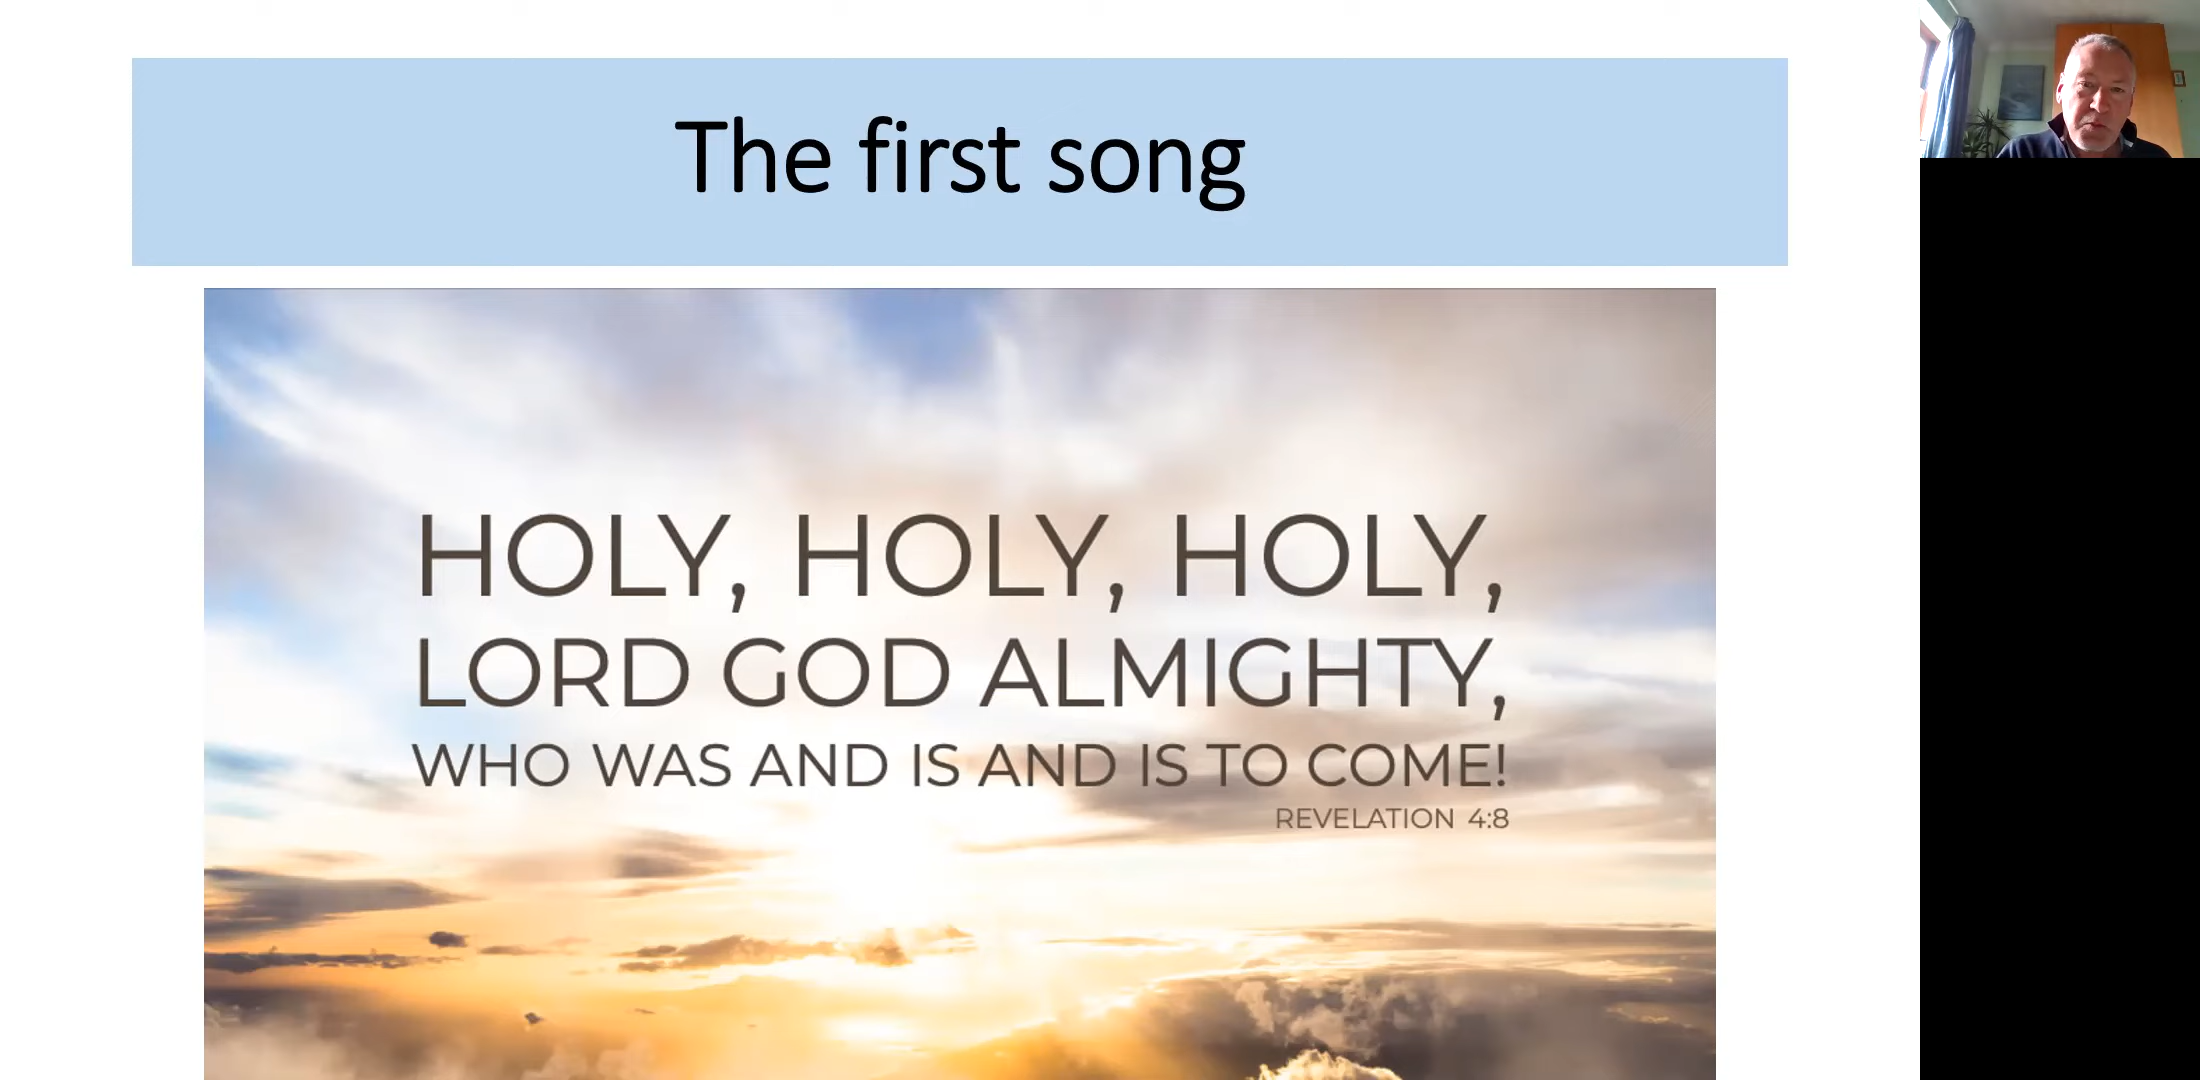 The first song
HOLY, HOLY, HOLY,
LORD GOD ALMIGHTY,
WHO WAS AND IS AND IS TO COME!
REVELATION 4:8